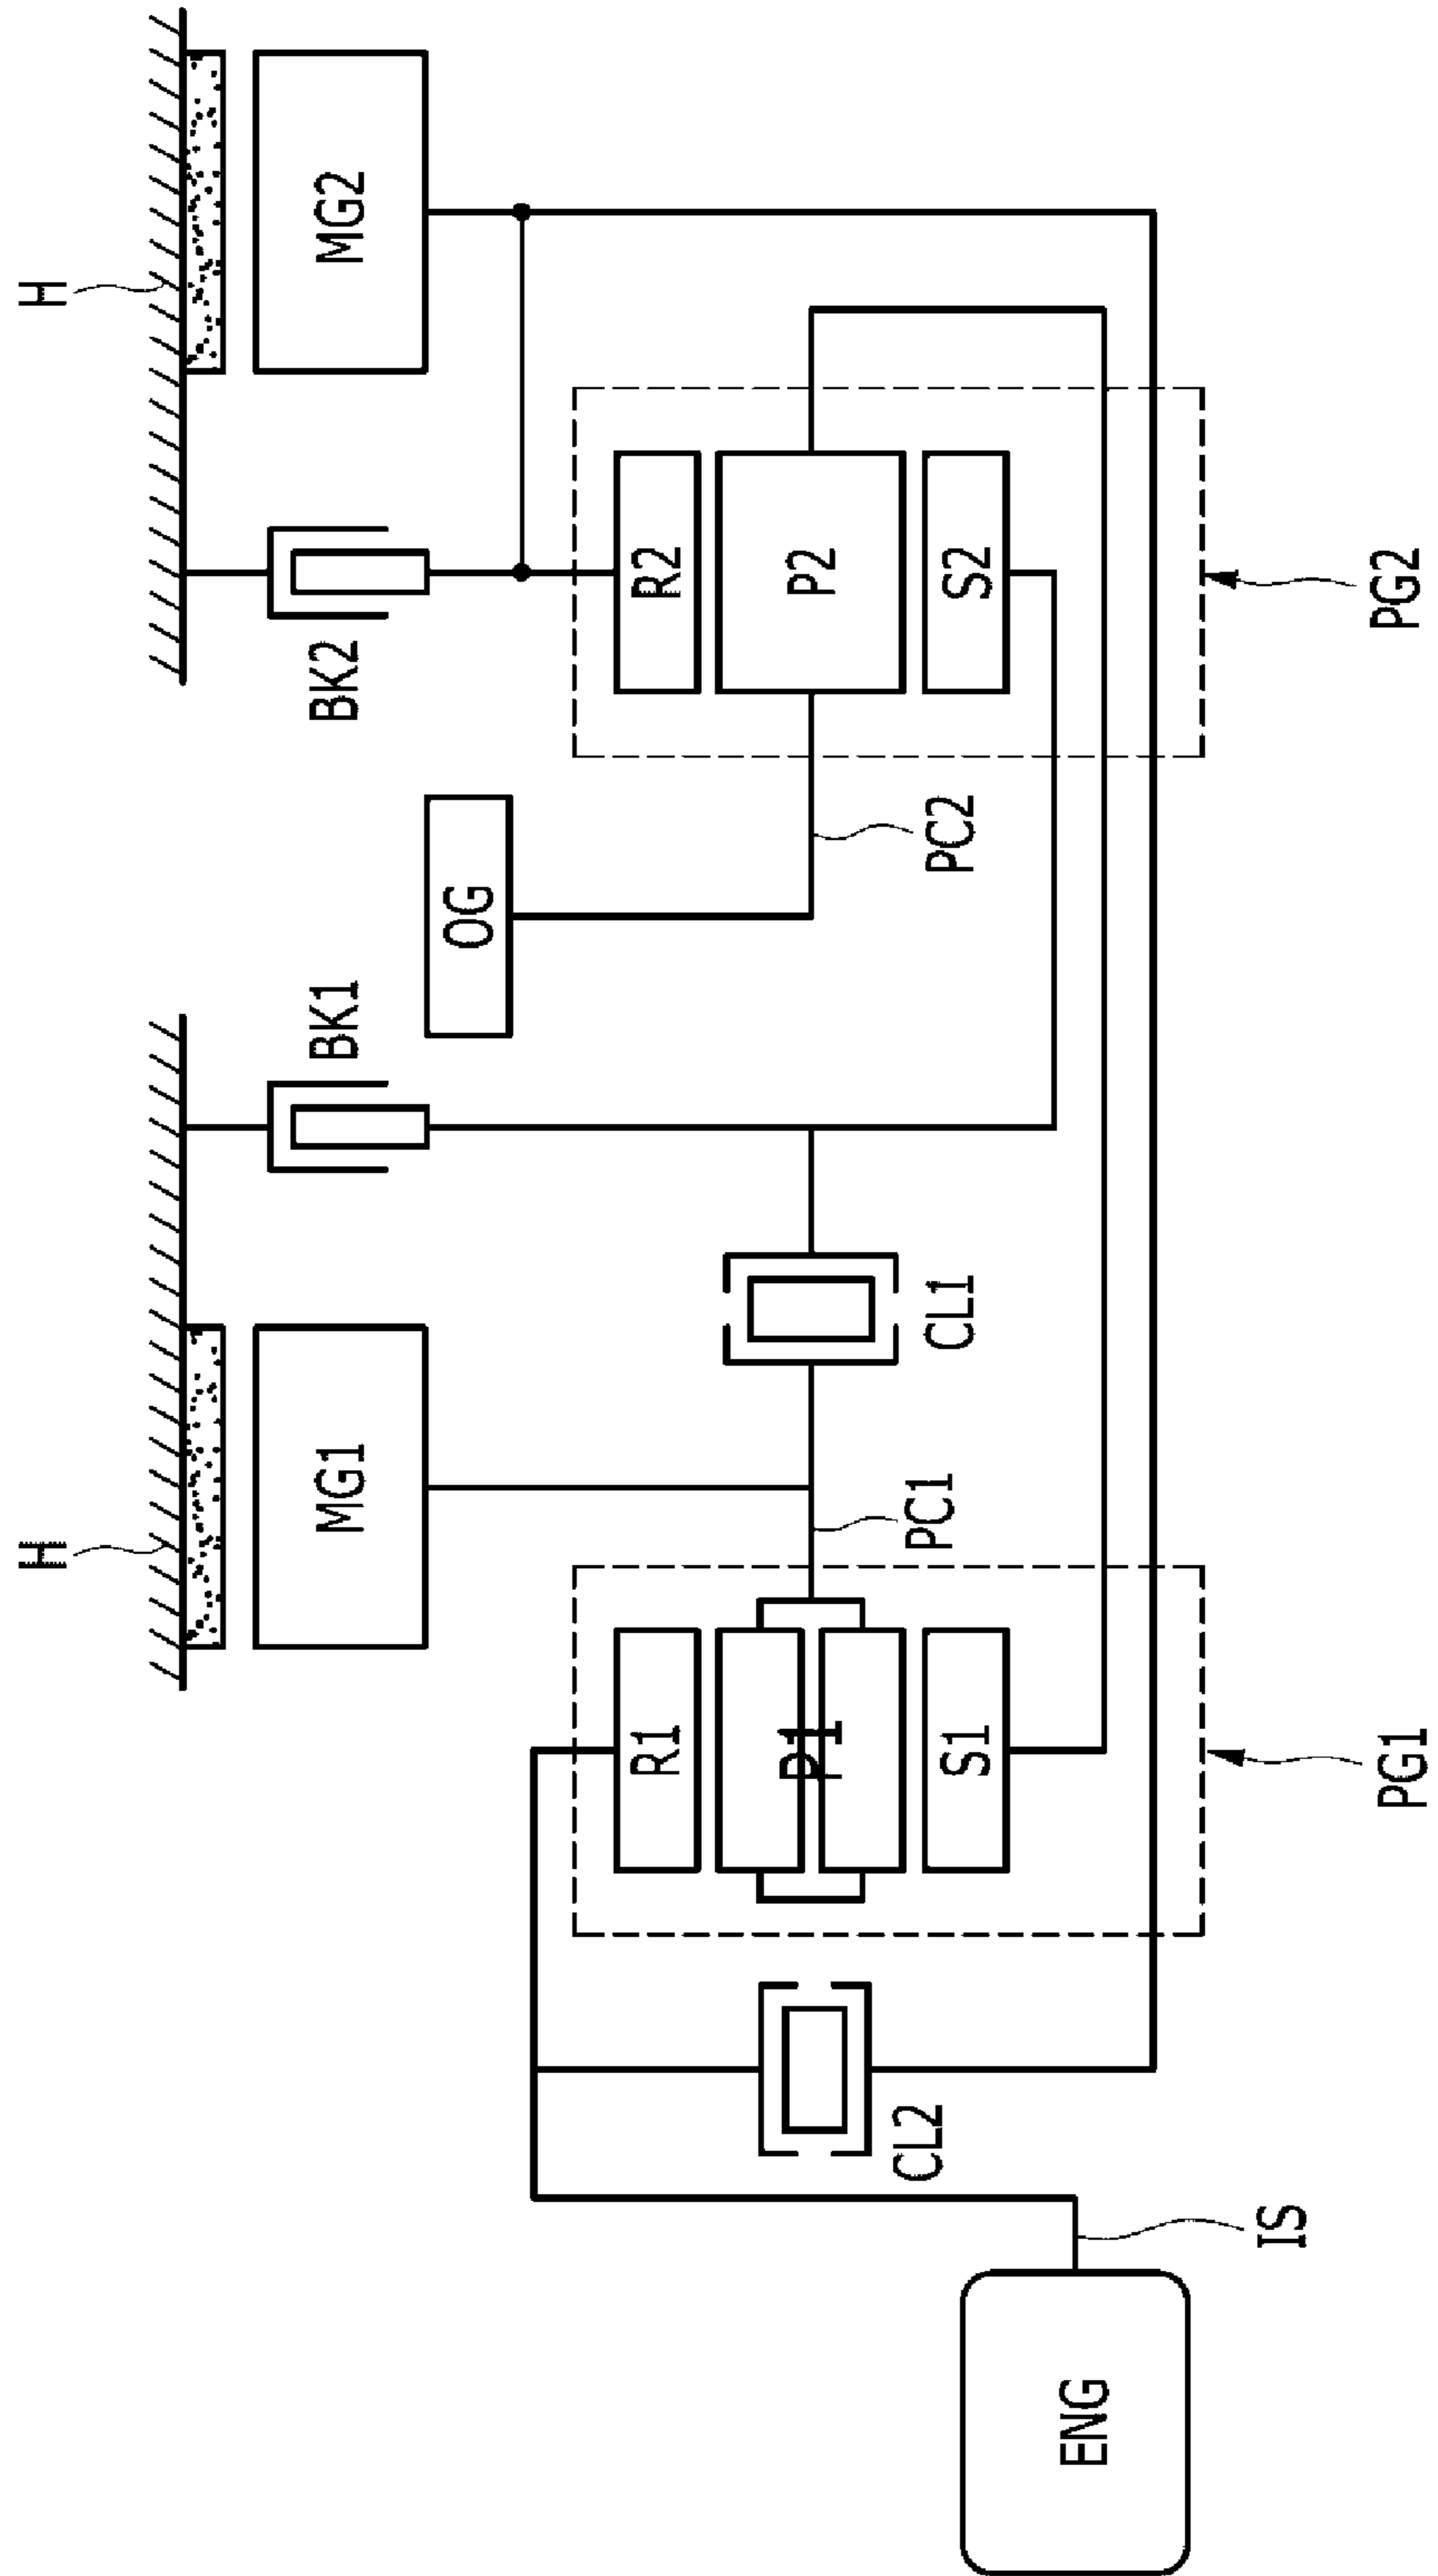 H
H
MG1
MG2
BK1
BK2
OG
R1
P1
S1
R2
P2
S2
PC1
CL1
PC2
CL2
ENG
IS
PG1
PG2